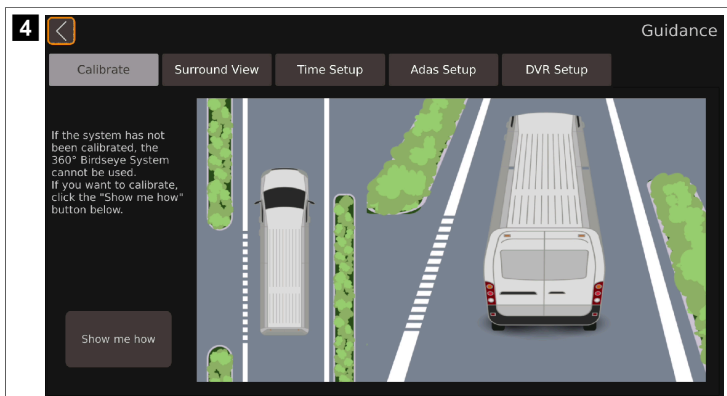 4
Guidance
Calibrate
Surround View
Time Setup
Adas Setup
DVR Setup
If the system has not
been calibrated, the
360° Birdseye System
cannot be used.
If you want to calibrate,
click the "Show me how"
button below.
Show me how